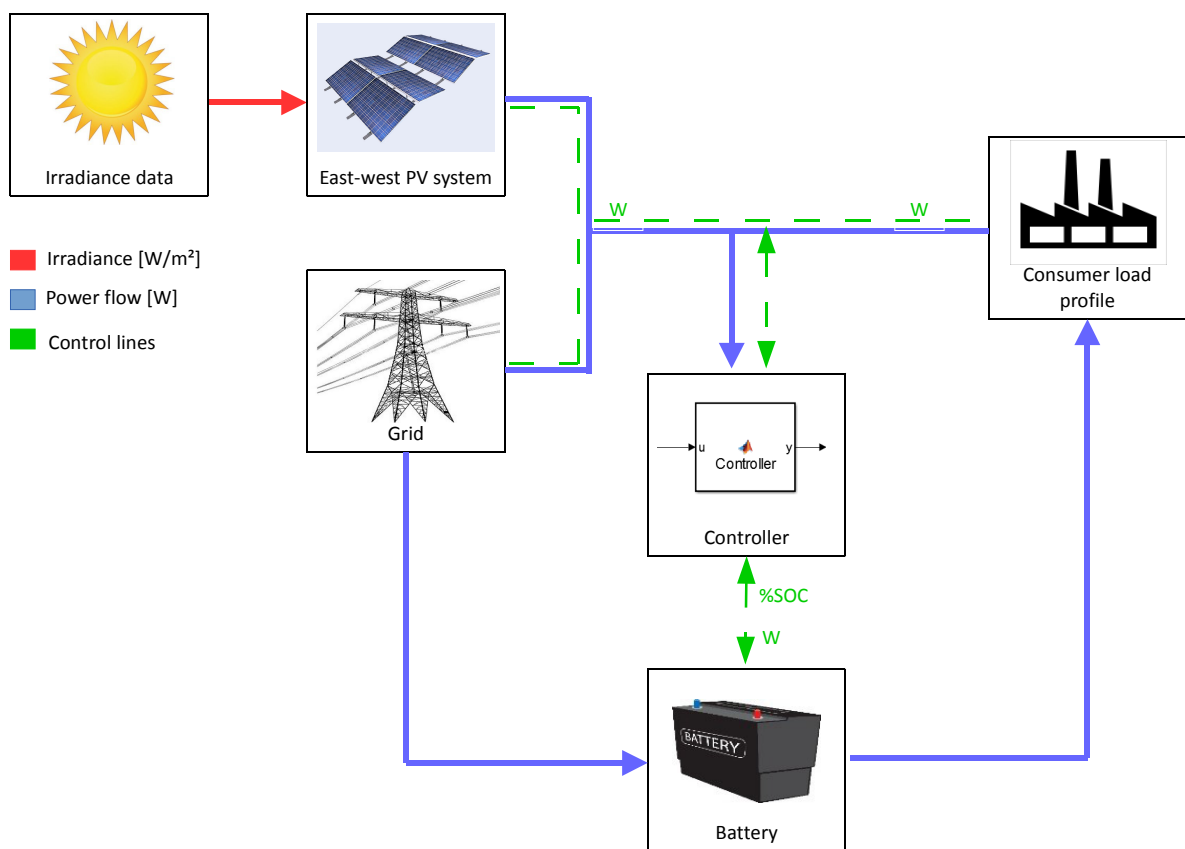 Irradiance data
East-west PV system
W
W
Consumer load
profile
Irradiance [W/m²]
Power flow [W]
Control lines
Grid
u
y
Controller
Controller
%SOC
W
BATTERY
Battery